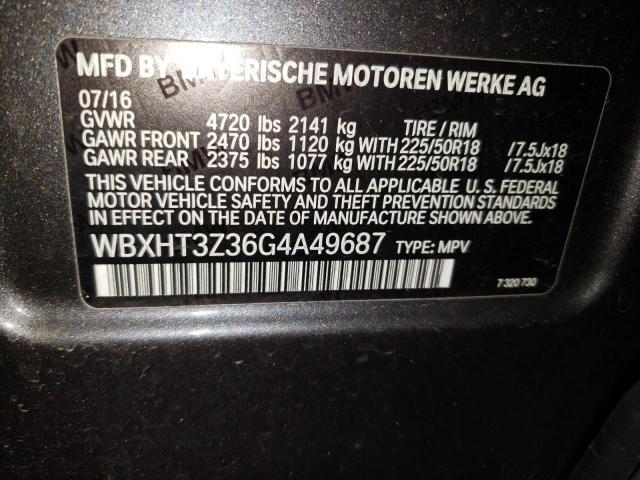 MFD BY BAYERISCHE MOTOREN WERKE AG
07/16
GVWR 4720 lbs 2141 kg TIRE / RIM
GAWR FRONT 2470 lbs 1120 kg WITH 225/50R18 /7.5Jx18
GAWR REAR 2375 lbs 1077 kg WITH 225/50R18 /7.5Jx18
THIS VEHICLE CONFORMS TO ALL APPLICABLE U. S. FEDERAL
MOTOR VEHICLE SAFETY AND THEFT PREVENTION STANDARDS
IN EFFECT ON THE DATE OF MANUFACTURE SHOWN ABOVE.
WBXHT3Z36G4A49687 TYPE: MPV
7 320 730